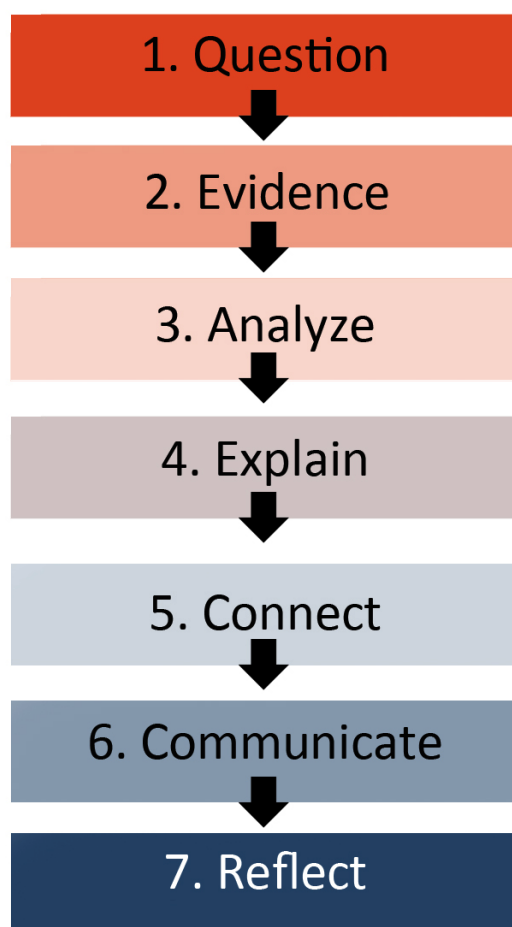 1. Question
2. Evidence
3. Analyze
4. Explain
5. Connect
6. Communicate
7. Reflect